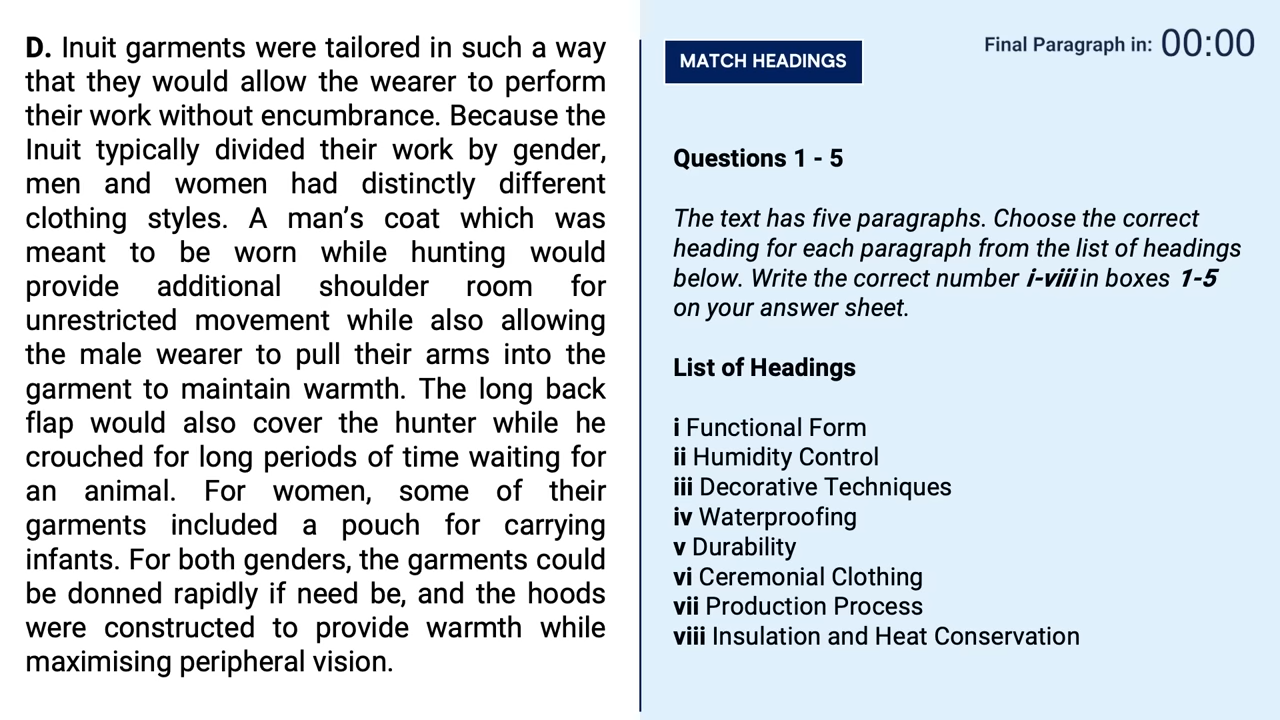 D. Inuit garments were tailored in such a way
that they would allow the wearer to perform
their work without encumbrance. Because the
Inuit typically divided their work by gender,
men and women had distinctly different
clothing styles. A man’s coat which was
meant to be worn while hunting would
provide additional shoulder room for
unrestricted movement while also allowing
the male wearer to pull their arms into the
garment to maintain warmth. The long back
flap would also cover the hunter while he
crouched for long periods of time waiting for
an animal. For women, some of their
garments included a pouch for carrying
infants. For both genders, the garments could
be donned rapidly if need be, and the hoods
were constructed to provide warmth while
maximising peripheral vision.
MATCH HEADINGS
Final Paragraph in: 00:00
Questions 1 - 5
The text has five paragraphs. Choose the correct
heading for each paragraph from the list of headings
below. Write the correct number i-viii in boxes 1-5
on your answer sheet.
List of Headings
i Functional Form
ii Humidity Control
iii Decorative Techniques
iv Waterproofing
v Durability
vi Ceremonial Clothing
vii Production Process
viii Insulation and Heat Conservation